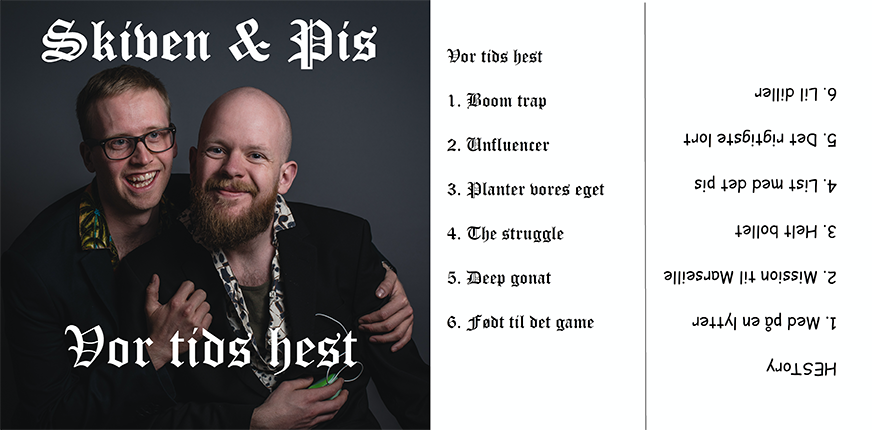 Skiven & Pis
Vor tids hest
Vor tids hest
1. Boom trap
2. Unfluencer
3. Planter vores eget
4. The struggle
5. Deep gonat
6. Født til det game
HESTory
1. Med på en lytter
2. Mission til Marseille
3. Helt bollet
4. List med det pis
5. Det rigtigste lort
6. Lil diller